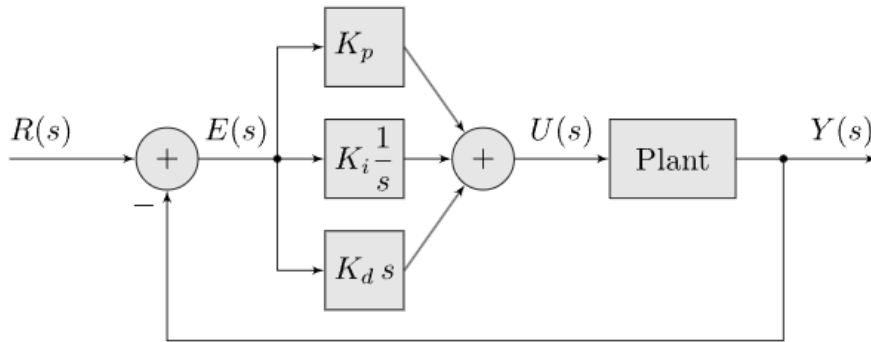 K_p
R(s)
E(s)
K_i 1/s
U(s)
Plant
Y(s)
+
+
−
K_d s